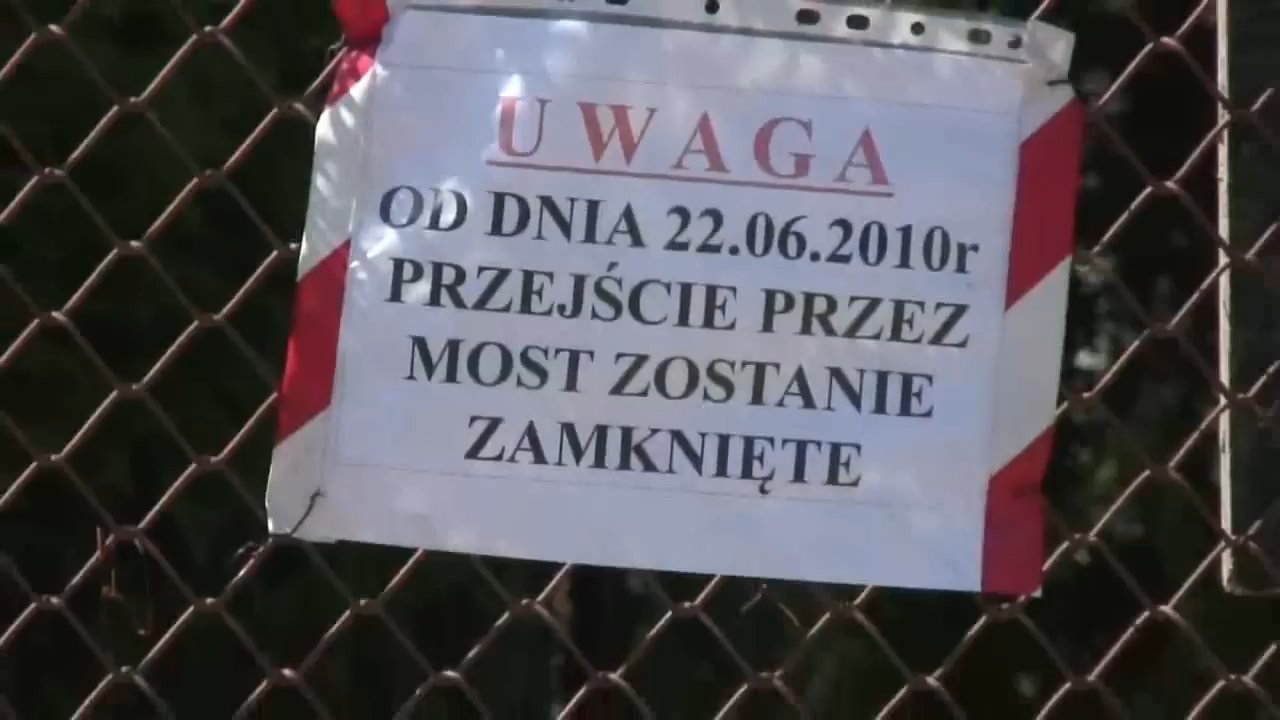 UWAGA
OD DNIA 22.06.2010r
PRZEJŚCIE PRZEZ
MOST ZOSTANIE
ZAMKNIĘTE